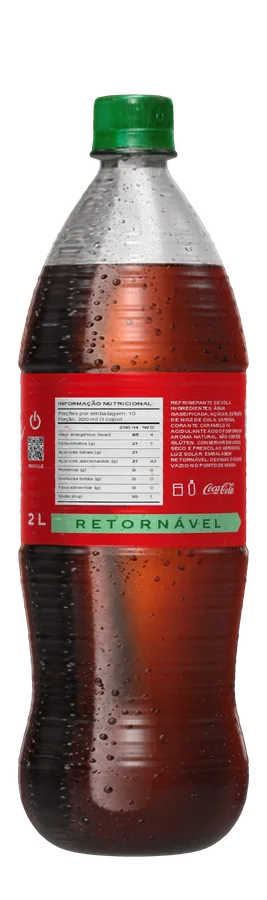 INFORMAÇÃO NUTRICIONAL
Porções por embalagem: 10
Porção: 200 ml (1 copo)
200 ml %VD
Valor energético (kcal) 85 4
Carboidratos (g) 21 7
Açúcares totais (g) 21
Açúcares adicionados (g) 21 42
Proteínas (g) 0 0
Gorduras totais (g) 0 0
Fibra alimentar (g) 0 0
Sódio (mg) 10 1
REFRIGERANTE DE COLA.
INGREDIENTES: ÁGUA
GASEIFICADA, AÇÚCAR, EXTRATO
DE NOZ DE COLA, CAFEÍNA,
CORANTE CARAMELO IV,
ACIDULANTE ÁCIDO FOSFÓRICO
AROMA NATURAL. NÃO CONTÉM
GLÚTEN. CONSERVAR EM LOCAL
SECO E FRESCO, AO ABRIGO DA
LUZ SOLAR. EMBALAGEM
RETORNÁVEL: DEVOLVA O CASCO
VAZIO NO PONTO DE VENDA.
RECICLE
Coca-Cola
2 L
RETORNÁVEL